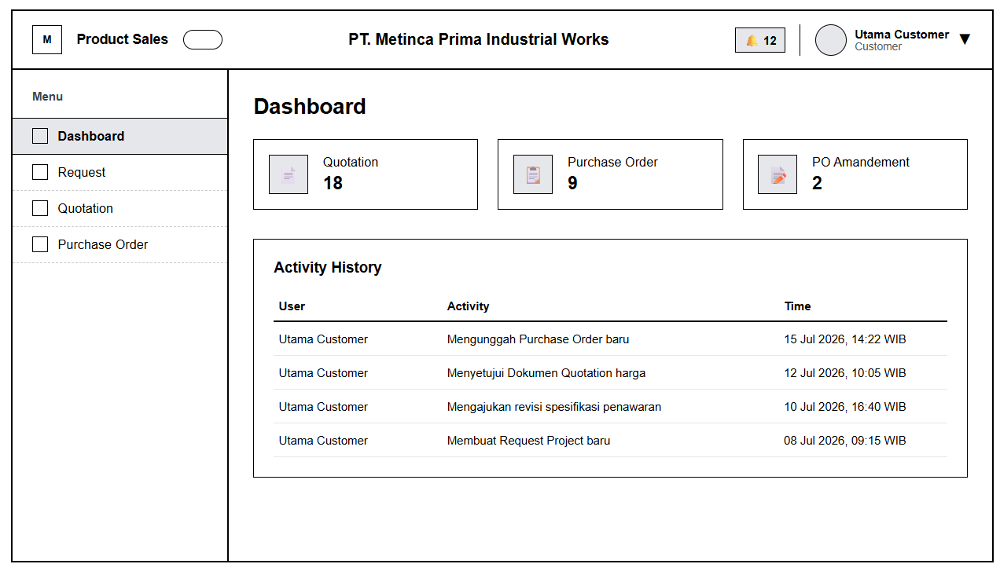 M
Product Sales
PT. Metinca Prima Industrial Works
12
Utama Customer
Customer
Menu
Dashboard
Request
Quotation
Purchase Order
Dashboard
Quotation
18
Purchase Order
9
PO Amandement
2
Activity History
User Activity Time
Utama Customer Mengunggah Purchase Order baru 15 Jul 2026, 14:22 WIB
Utama Customer Menyetujui Dokumen Quotation harga 12 Jul 2026, 10:05 WIB
Utama Customer Mengajukan revisi spesifikasi penawaran 10 Jul 2026, 16:40 WIB
Utama Customer Membuat Request Project baru 08 Jul 2026, 09:15 WIB